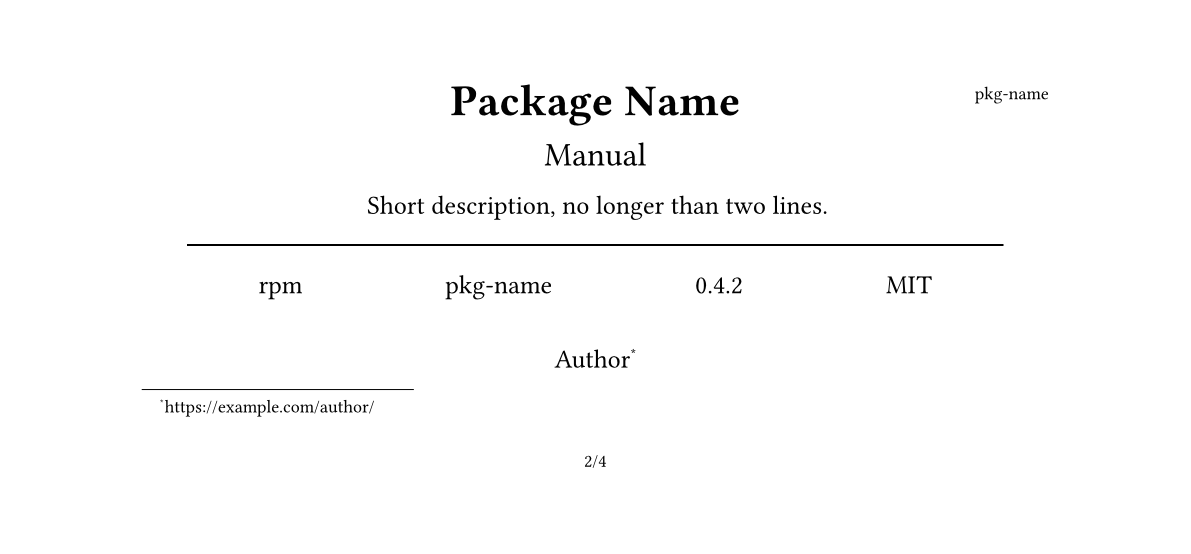 pkg-name
Package Name
Manual
Short description, no longer than two lines.
rpm pkg-name 0.4.2 MIT
Author*
*https://example.com/author/
2/4